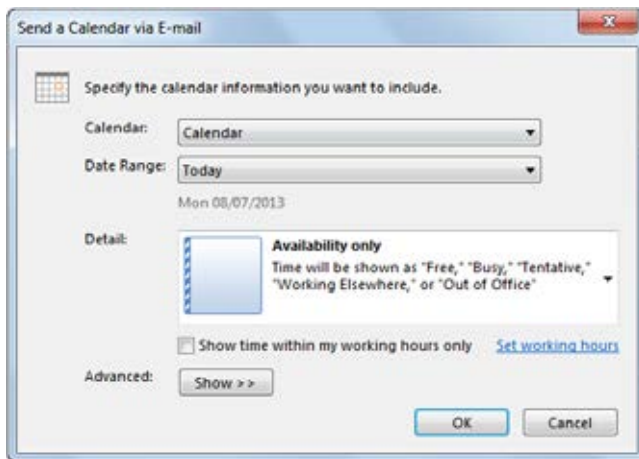 Send a Calendar via E-mail
Specify the calendar information you want to include.
Calendar: Calendar
Date Range: Today
Mon 08/07/2013
Detail: Availability only
Time will be shown as "Free," "Busy," "Tentative,"
"Working Elsewhere," or "Out of Office"
Show time within my working hours only Set working hours
Advanced: Show >>
OK Cancel